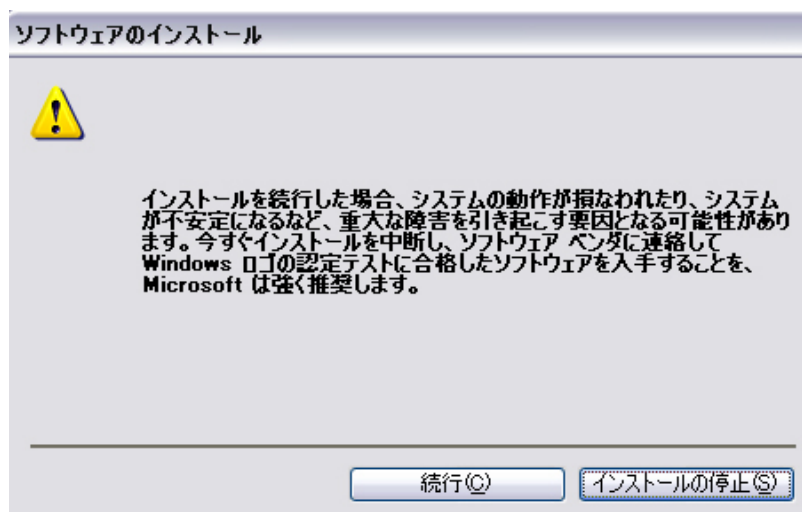 ソフトウェアのインストール
インストールを続行した場合、システムの動作が損なわれたり、システム
が不安定になるなど、重大な障害を引き起こす要因となる可能性があり
ます。今すぐインストールを中断し、ソフトウェア ベンダに連絡して
Windows ロゴの認定テストに合格したソフトウェアを入手することを、
Microsoft は強く推奨します。
続行(C)
インストールの停止(S)